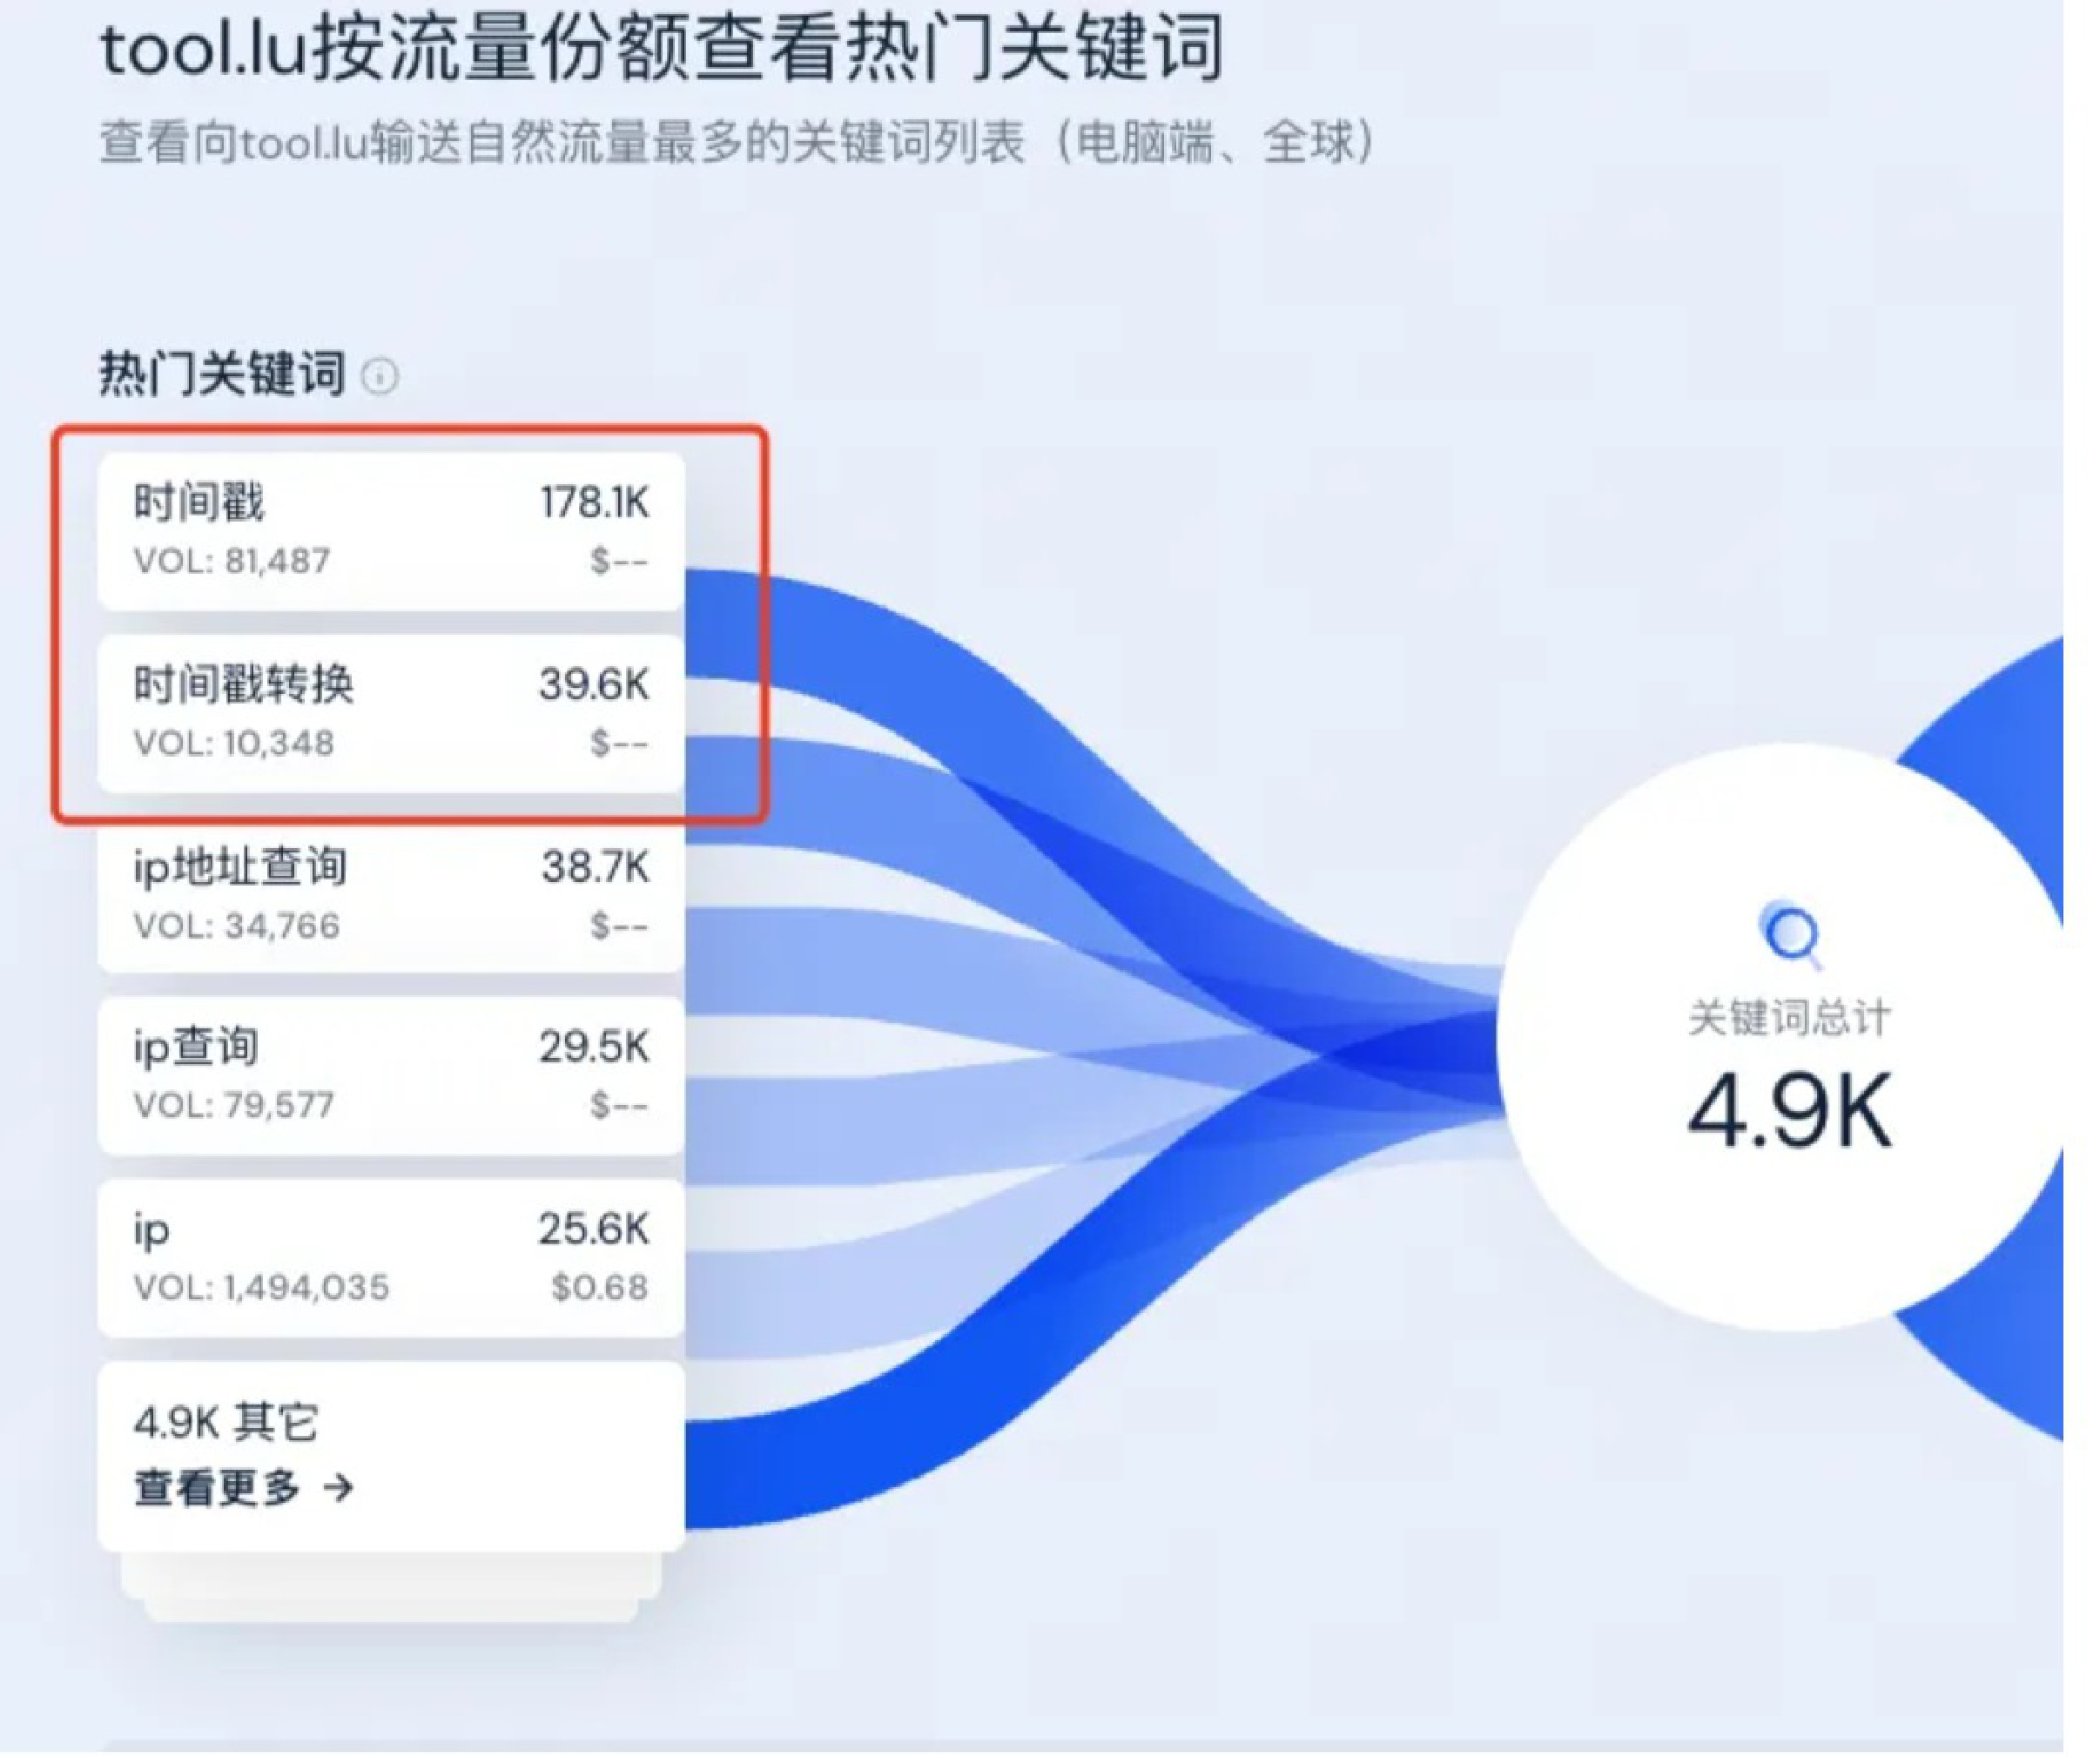 tool.lu按流量份额查看热门关键词
查看向tool.lu输送自然流量最多的关键词列表（电脑端、全球）
热门关键词
时间戳 178.1K
VOL: 81,487 $--
时间戳转换 39.6K
VOL: 10,348 $--
ip地址查询 38.7K
VOL: 34,766 $--
ip查询 29.5K
VOL: 79,577 $--
ip 25.6K
VOL: 1,494,035 $0.68
4.9K 其它
查看更多 →
关键词总计
4.9K